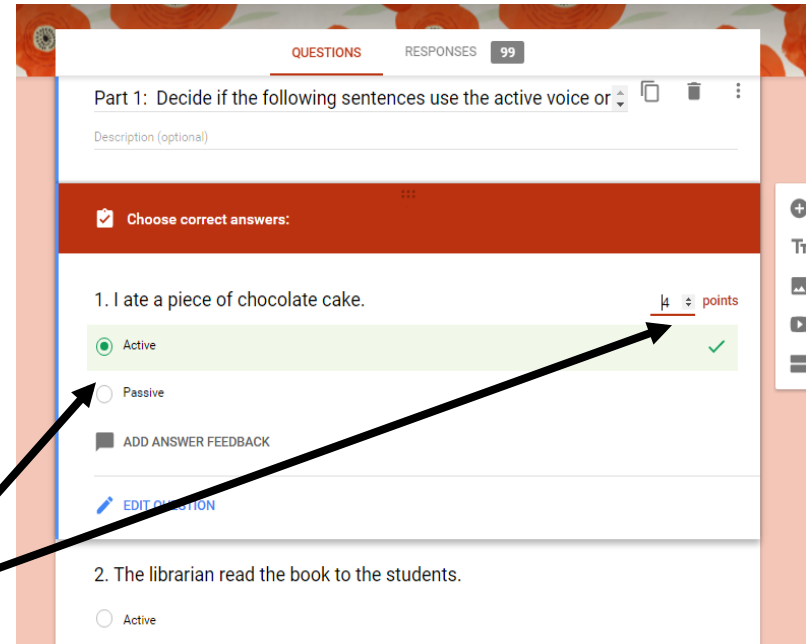 QUESTIONS RESPONSES 99
Part 1: Decide if the following sentences use the active voice or
Description (optional)
Choose correct answers:
1. I ate a piece of chocolate cake. 4 points
Active
Passive
ADD ANSWER FEEDBACK
EDIT QUESTION
2. The librarian read the book to the students.
Active